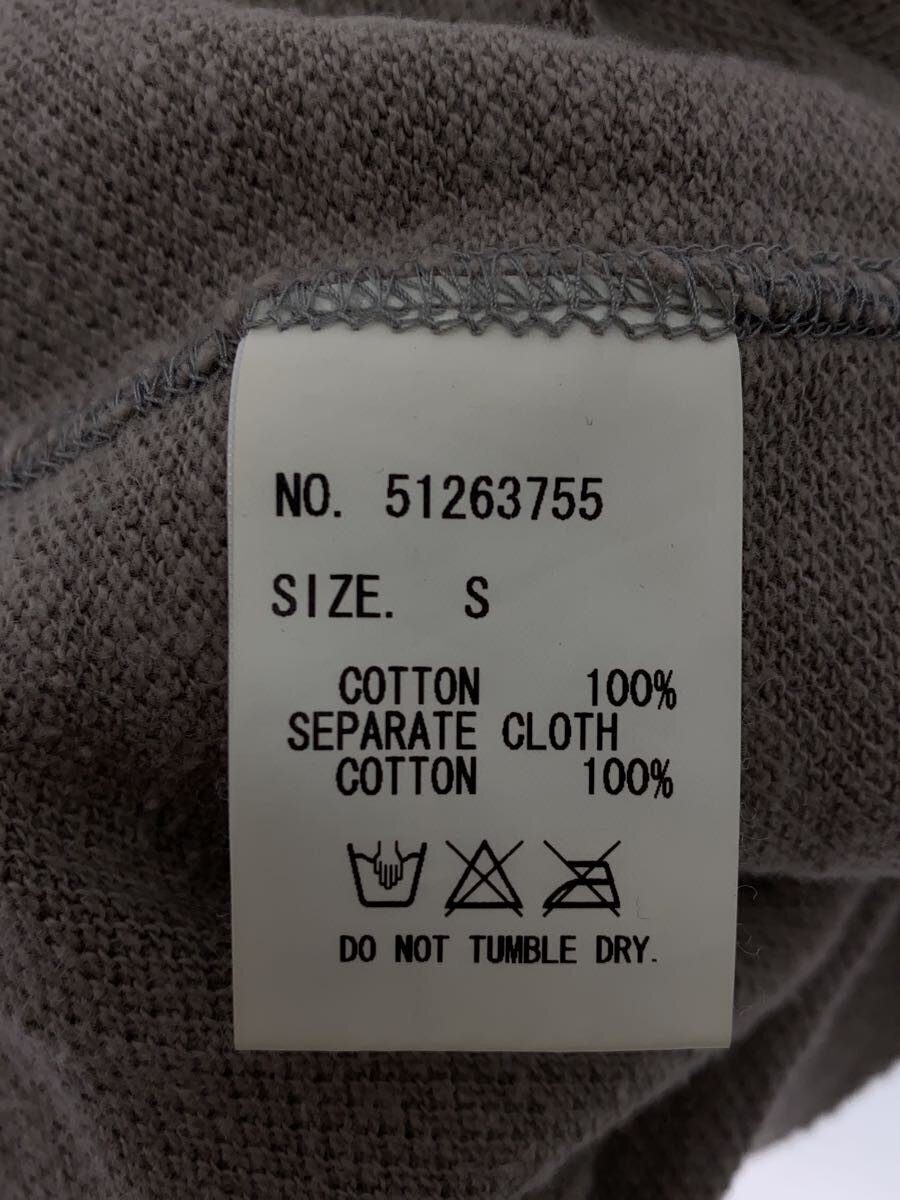 NO. 51263755
SIZE. S
COTTON 100%
SEPARATE CLOTH
COTTON 100%
DO NOT TUMBLE DRY.